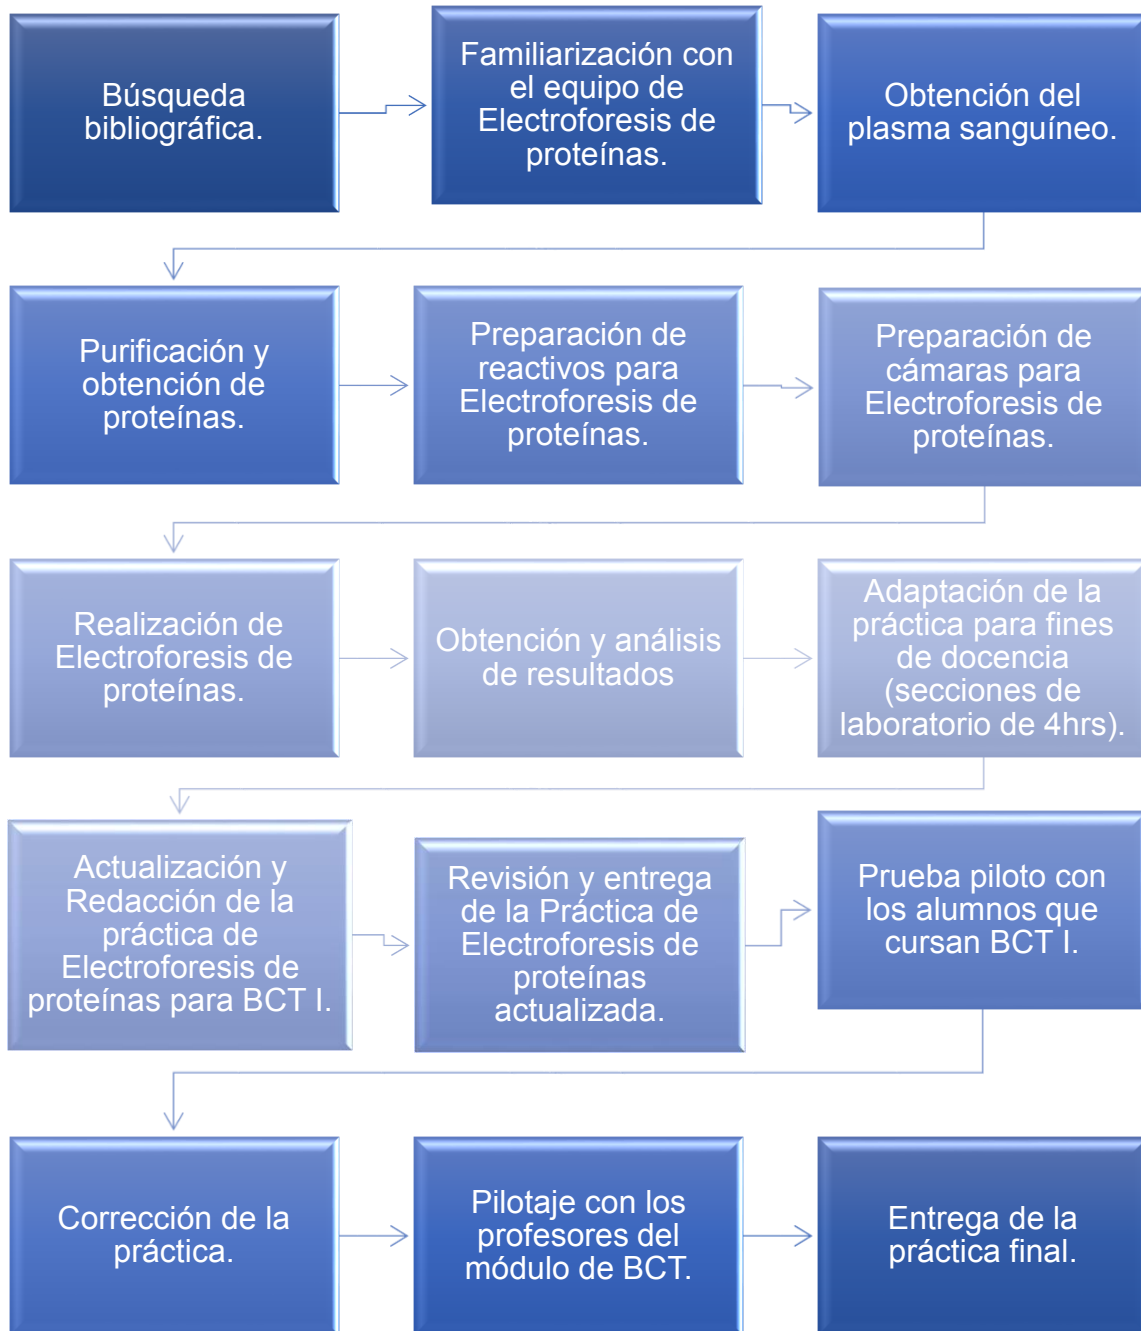 Búsqueda
bibliográfica.
Familiarización con
el equipo de
Electroforesis de
proteínas.
Obtención del
plasma sanguíneo.
Purificación y
obtención de
proteínas.
Preparación de
reactivos para
Electroforesis de
proteínas.
Preparación de
cámaras para
Electroforesis de
proteínas.
Realización de
Electroforesis de
proteínas.
Obtención y análisis
de resultados
Adaptación de la
práctica para fines
de docencia
(secciones de
laboratorio de 4hrs).
Actualización y
Redacción de la
práctica de
Electroforesis de
proteínas para BCT I.
Revisión y entrega
de la Práctica de
Electroforesis de
proteínas
actualizada.
Prueba piloto con
los alumnos que
cursan BCT I.
Corrección de la
práctica.
Pilotaje con los
profesores del
módulo de BCT.
Entrega de la
práctica final.